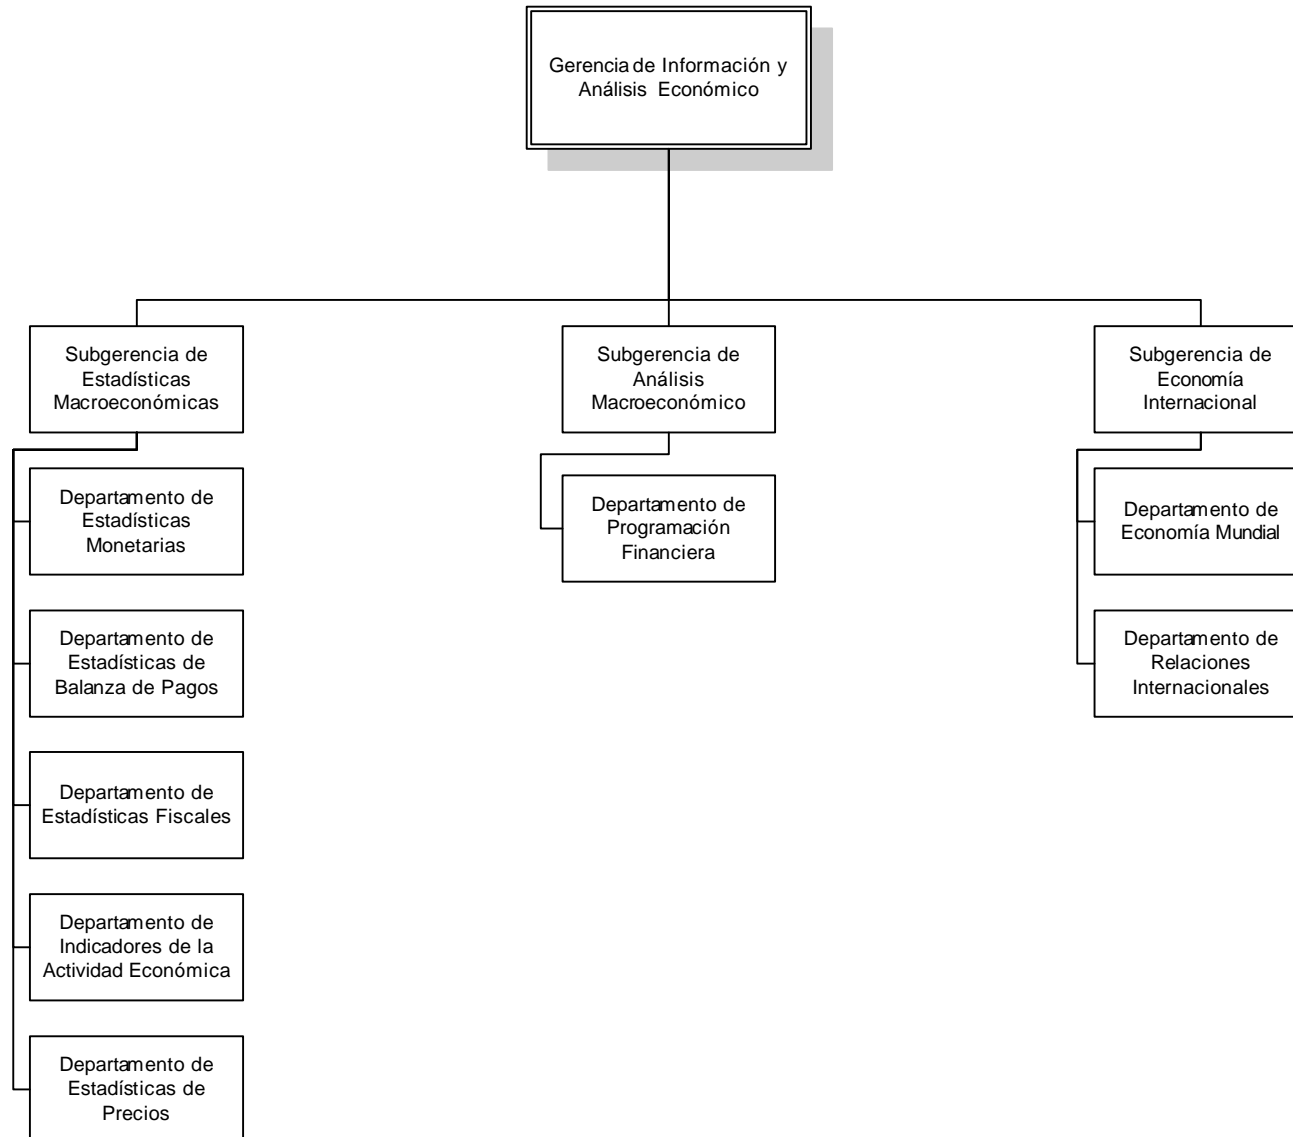 Gerencia de Información y
Análisis Económico
Subgerencia de
Estadísticas
Macroeconómicas
Subgerencia de
Análisis
Macroeconómico
Subgerencia de
Economía
Internacional
Departamento de
Estadísticas
Monetarias
Departamento de
Programación
Financiera
Departamento de
Economía Mundial
Departamento de
Estadísticas de
Balanza de Pagos
Departamento de
Relaciones
Internacionales
Departamento de
Estadísticas Fiscales
Departamento de
Indicadores de la
Actividad Económica
Departamento de
Estadísticas de
Precios